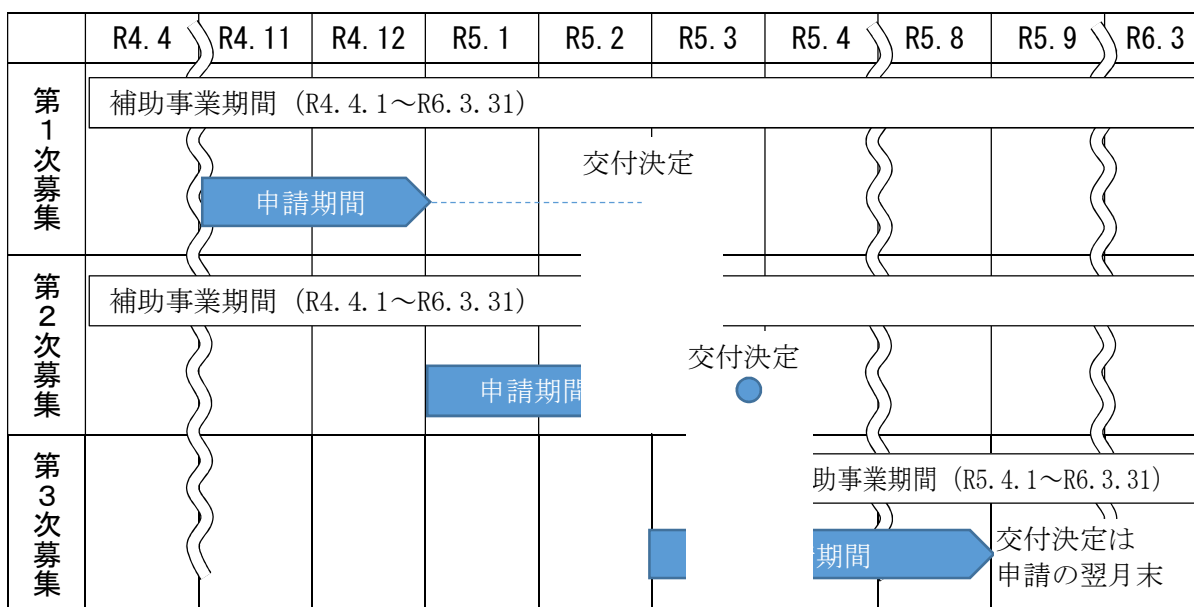 R4.4 R4.11 R4.12 R5.1 R5.2 R5.3 R5.4 R5.8 R5.9 R6.3
第1次募集
補助事業期間（R4.4.1～R6.3.31）
交付決定
申請期間
第2次募集
補助事業期間（R4.4.1～R6.3.31）
交付決定
申請期間
第3次募集
助事業期間（R5.4.1～R6.3.31）
期間
交付決定は
申請の翌月末